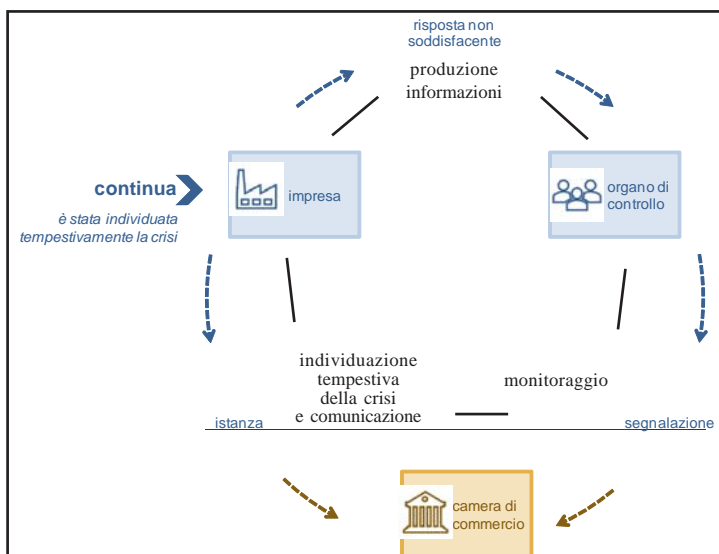 risposta non
soddisfacente
produzione
informazioni
continua
è stata individuata
tempestivamente la crisi
impresa
organo di
controllo
individuazione
tempestiva
della crisi
e comunicazione
monitoraggio
istanza
segnalazione
camera di
commercio